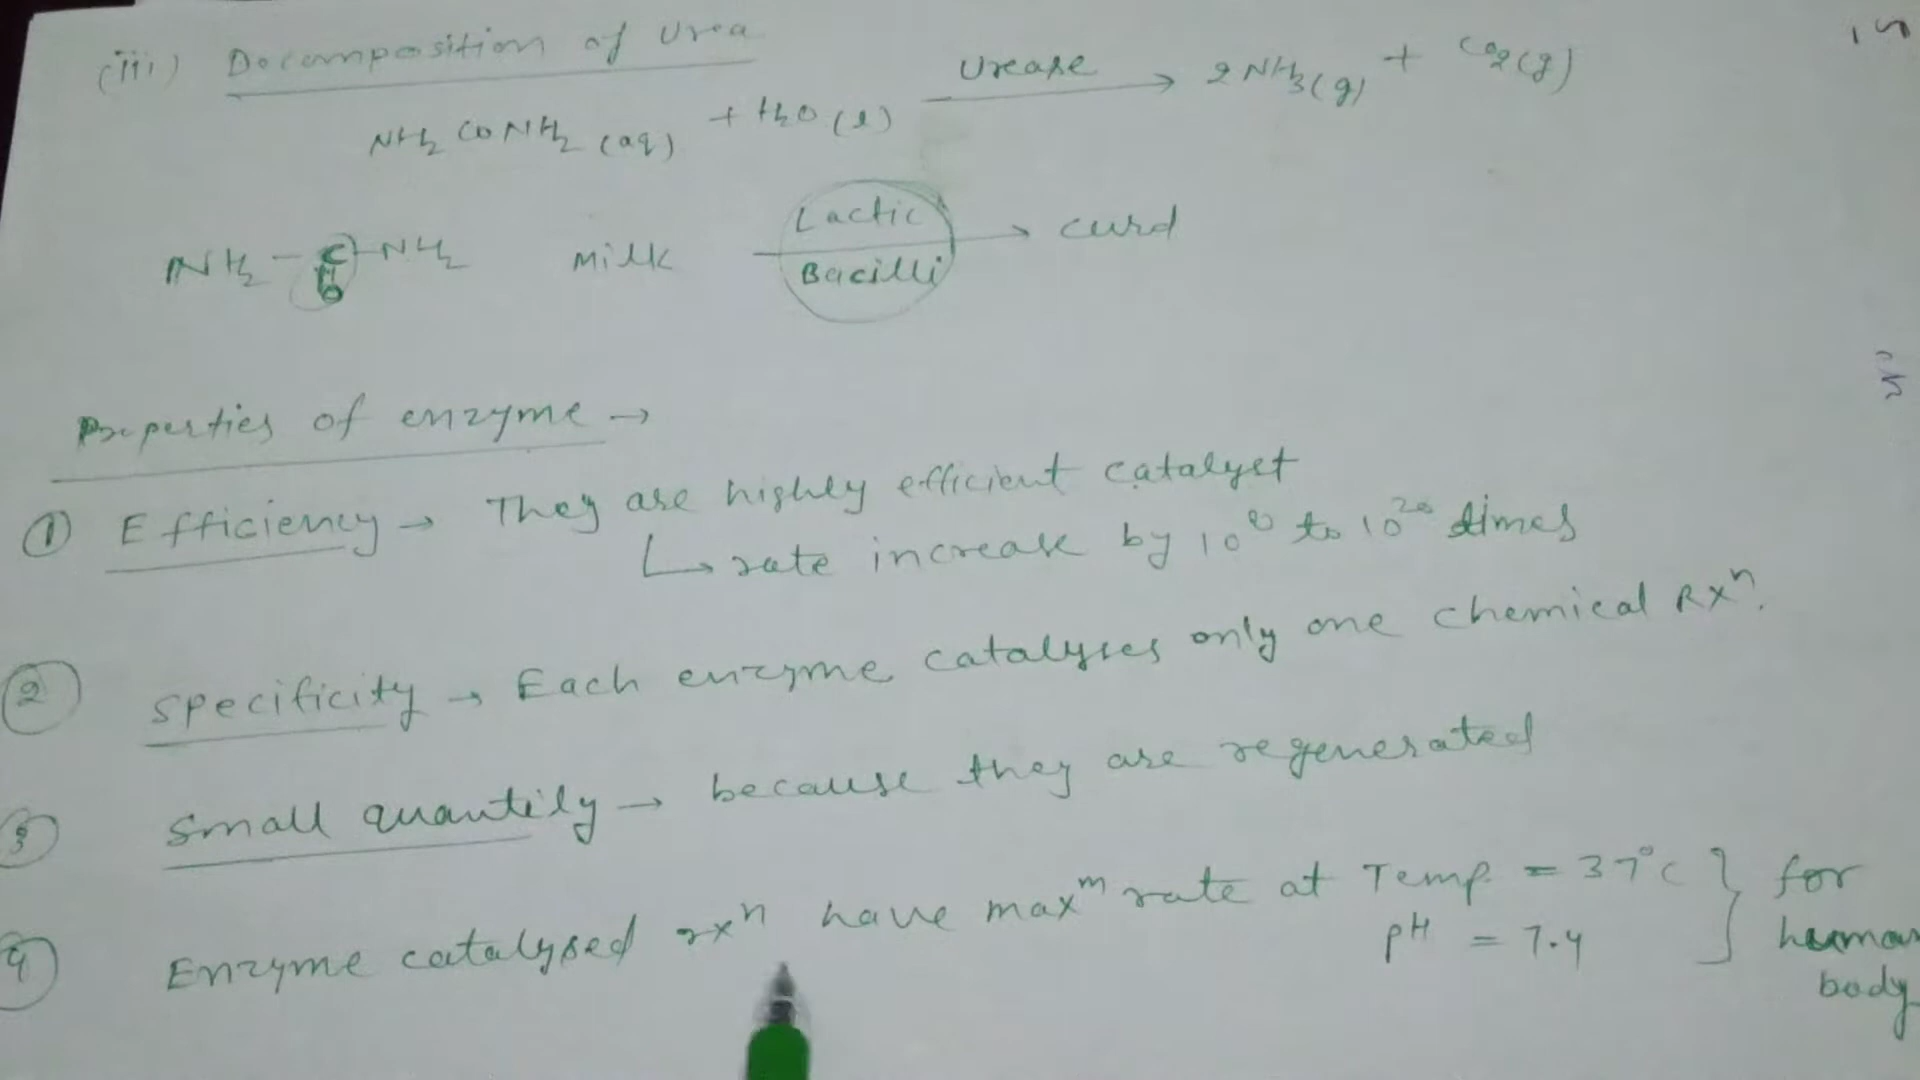 (iii) Decomposition of Urea
NH₂CONH₂(aq) + H₂O(l) Urease → 2NH₃(g) + CO₂(g)
NH₂ - C - NH₂
O
Milk Lactic Bacilli → curd
Properties of enzyme →
① Efficiency → They are highly efficient catalyst
↳ rate increase by 10⁸ to 10²⁰ times
② Specificity → Each enzyme catalyses only one chemical Rxⁿ.
③ Small quantity → because they are regenerated
④ Enzyme catalysed rxⁿ have maxᵐ rate at Temp. = 37°C } for
pH = 7.4 human
body